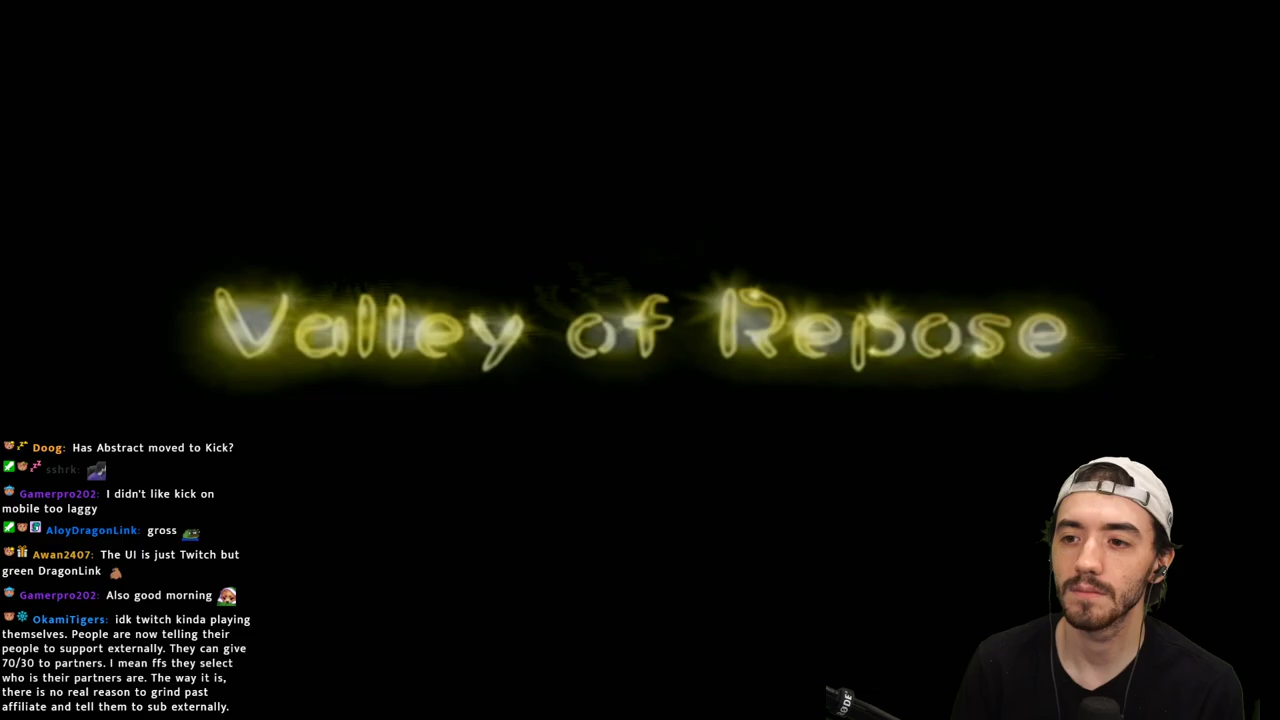 Valley of Repose
Doog: Has Abstract moved to Kick?
sshrk:
Gamerpro202: I didn't like kick on
mobile too laggy
AloyDragonLink: gross
Awan2407: The UI is just Twitch but
green DragonLink
Gamerpro202: Also good morning
OkamiTigers: idk twitch kinda playing
themselves. People are now telling their
people to support externally. They can give
70/30 to partners. I mean ffs they select
who is their partners are. The way it is,
there is no real reason to grind past
affiliate and tell them to sub externally.